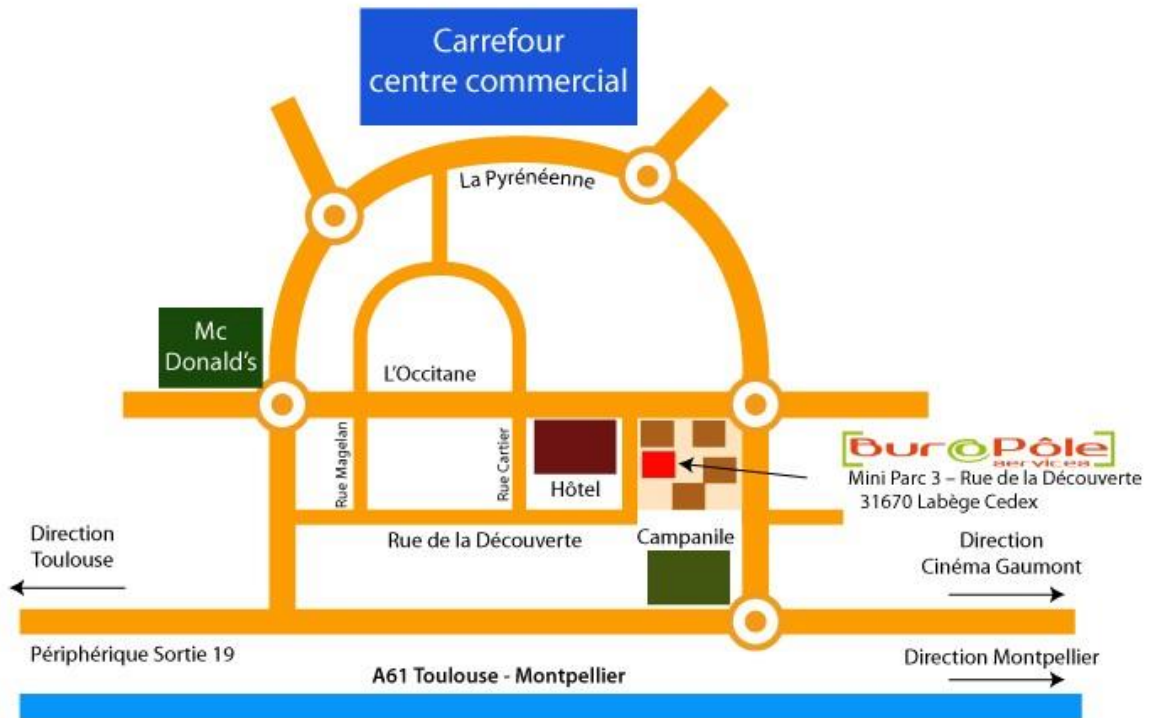 Carrefour
centre commercial
La Pyrénéenne
Mc
Donald's
L'Occitane
Rue Magelan
Rue Cartier
Hôtel
BuroPôle
services
Mini Parc 3 – Rue de la Découverte
31670 Labège Cedex
Direction
Toulouse
Rue de la Découverte
Campanile
Direction
Cinéma Gaumont
Périphérique Sortie 19
Direction Montpellier
A61 Toulouse - Montpellier